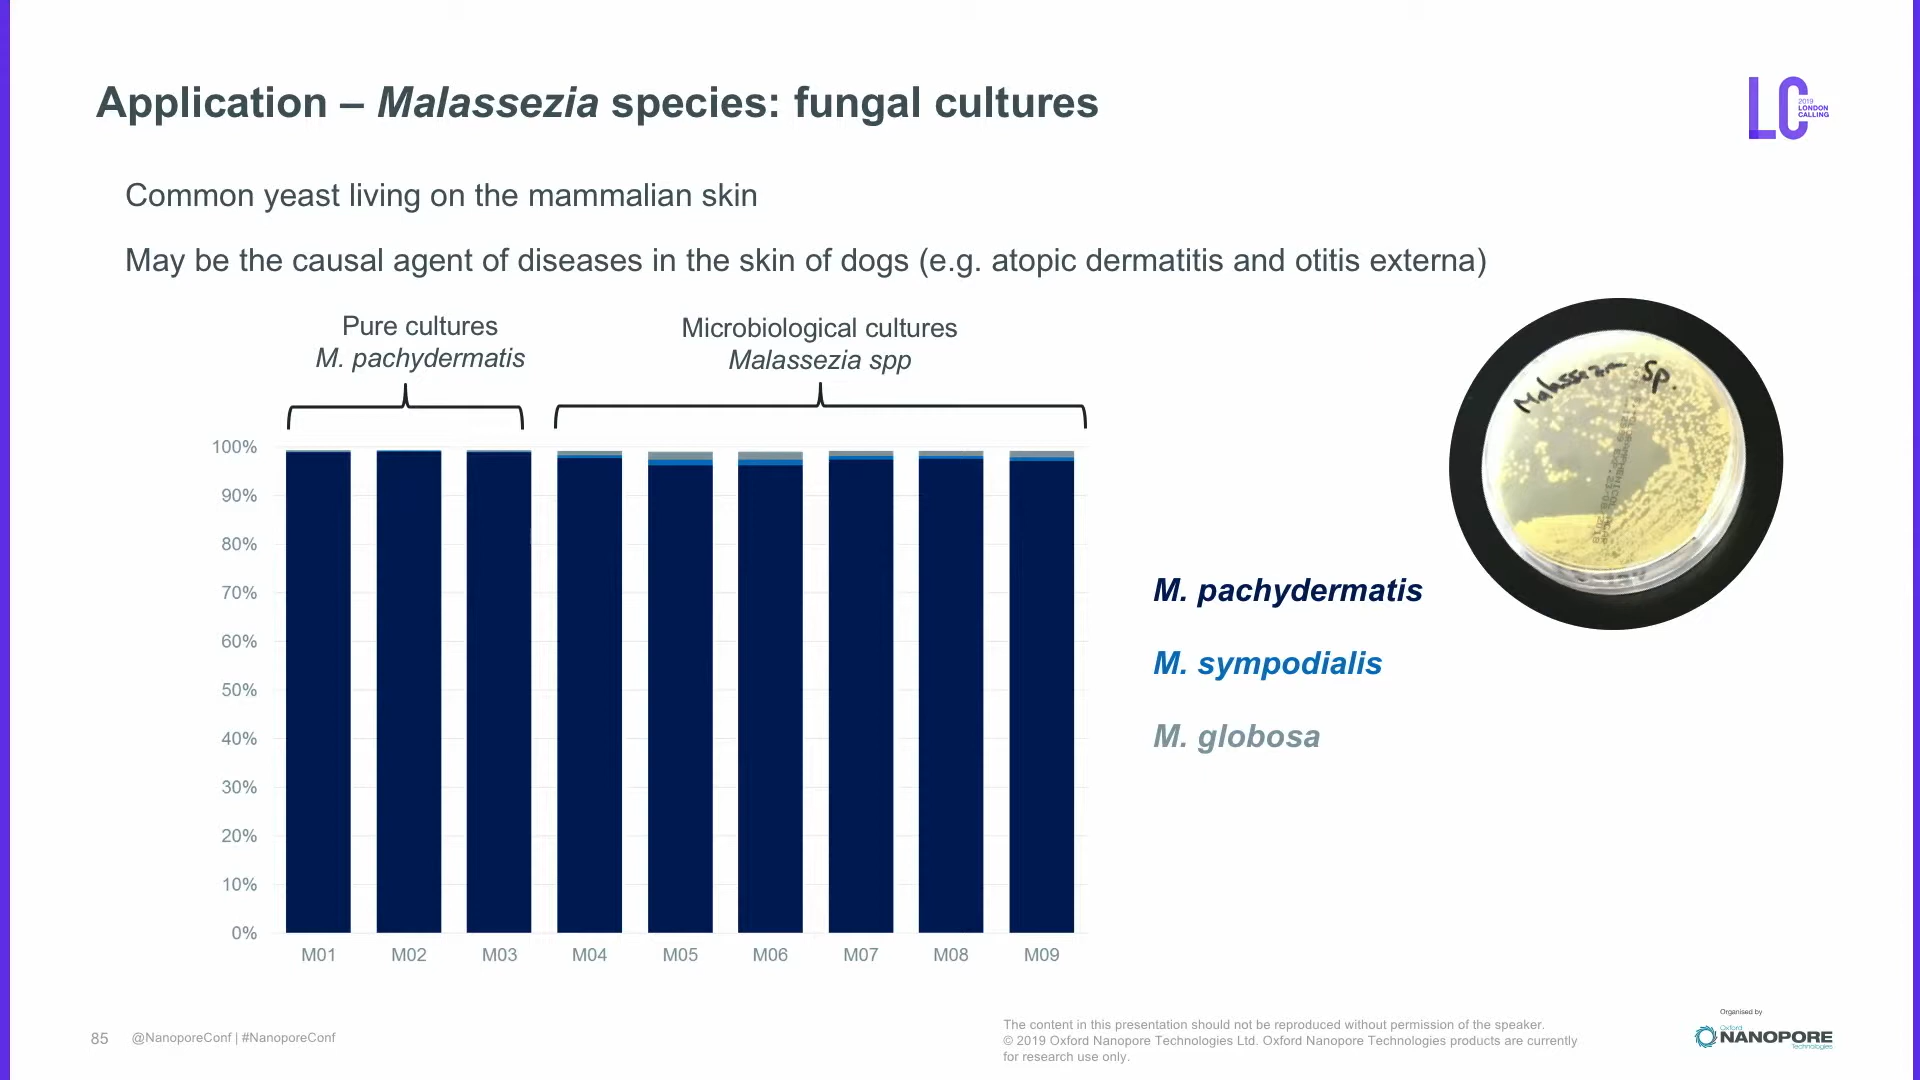 Application – Malassezia species: fungal cultures
2019
LONDON
CALLING
Common yeast living on the mammalian skin
May be the causal agent of diseases in the skin of dogs (e.g. atopic dermatitis and otitis externa)
Pure cultures
M. pachydermatis
Microbiological cultures
Malassezia spp
Malassezia Sp.
100%
90%
80%
70%
60%
50%
40%
30%
20%
10%
0%
M01 M02 M03 M04 M05 M06 M07 M08 M09
M. pachydermatis
M. sympodialis
M. globosa
85 @NanoporeConf | #NanoporeConf
The content in this presentation should not be reproduced without permission of the speaker.
© 2019 Oxford Nanopore Technologies Ltd. Oxford Nanopore Technologies products are currently
for research use only.
Organised by
Oxford
NANOPORE
Technologies